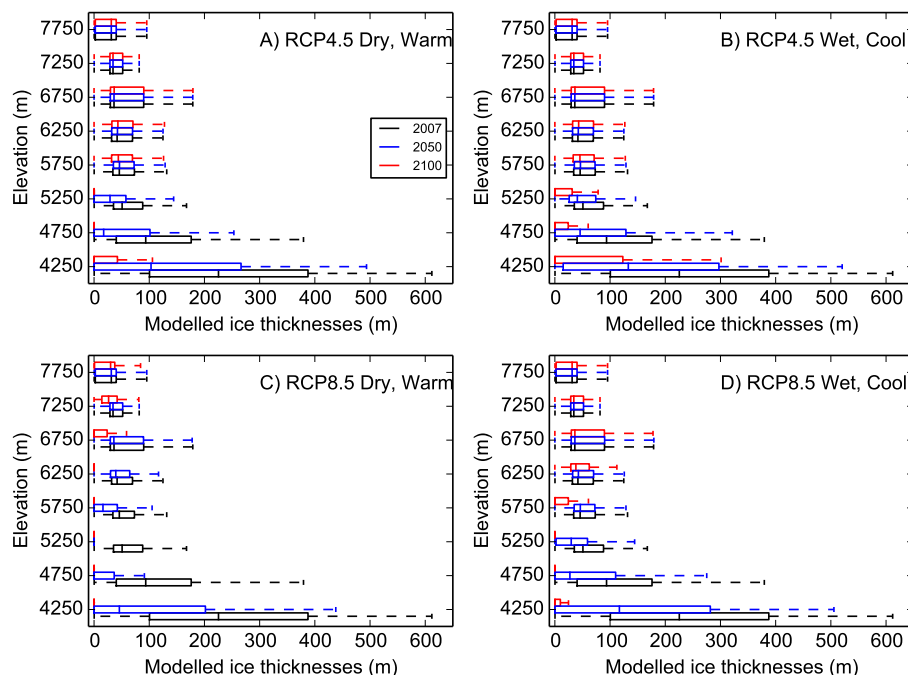 A) RCP4.5 Dry, Warm
Elevation (m)
7750
7250
6750
6250
5750
5250
4750
4250
2007
2050
2100
0 100 200 300 400 500 600
Modelled ice thicknesses (m)
B) RCP4.5 Wet, Cool
Elevation (m)
7750
7250
6750
6250
5750
5250
4750
4250
0 100 200 300 400 500 600
Modelled ice thicknesses (m)
C) RCP8.5 Dry, Warm
Elevation (m)
7750
7250
6750
6250
5750
5250
4750
4250
0 100 200 300 400 500 600
Modelled ice thicknesses (m)
D) RCP8.5 Wet, Cool
Elevation (m)
7750
7250
6750
6250
5750
5250
4750
4250
0 100 200 300 400 500 600
Modelled ice thicknesses (m)